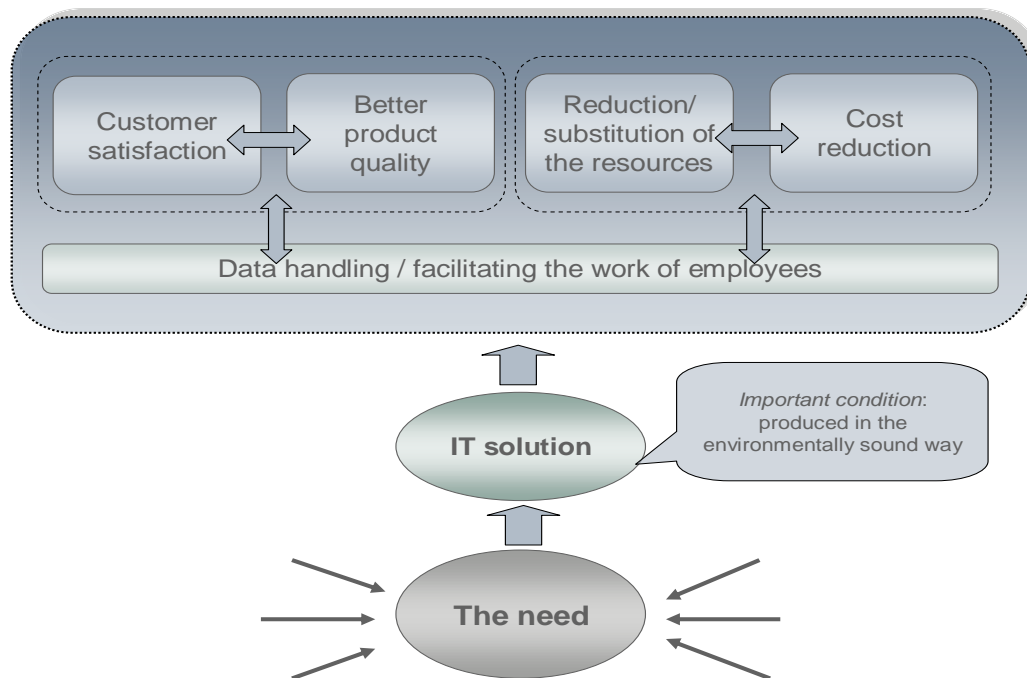 Customer
satisfaction
Better
product
quality
Reduction/
substitution of
the resources
Cost
reduction
Data handling / facilitating the work of employees
IT solution
Important condition:
produced in the
environmentally sound way
The need